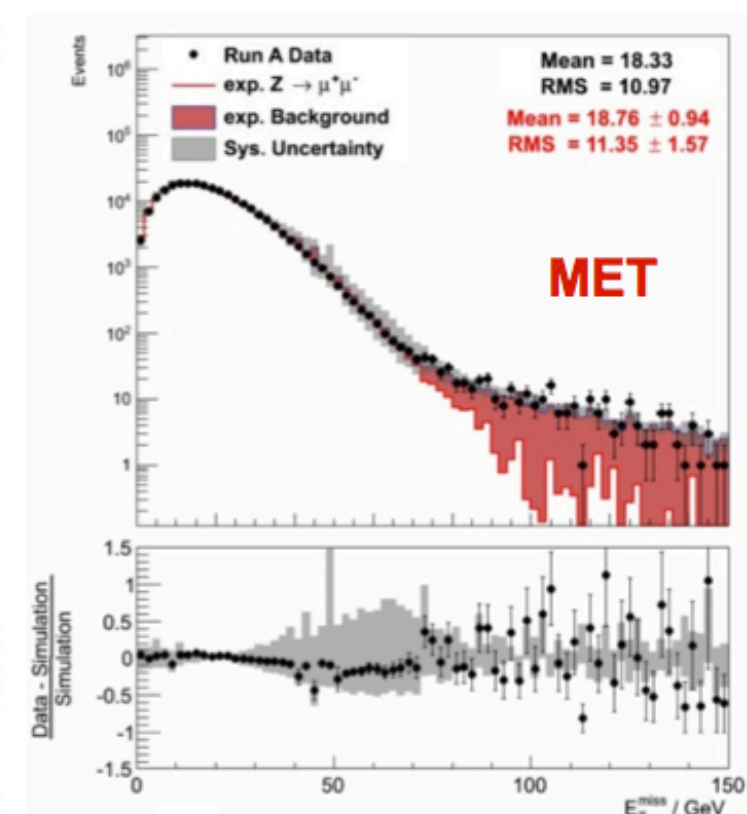 Events
Run A Data
exp. Z → μ⁺μ⁻
exp. Background
Sys. Uncertainty
Mean = 18.33
RMS = 10.97
Mean = 18.76 ± 0.94
RMS = 11.35 ± 1.57
MET
10⁶
10⁵
10⁴
10³
10²
10
1
Data - Simulation
Simulation
1.5
1
0.5
0
-0.5
-1
-1.5
0 50 100 150
E miss / GeV